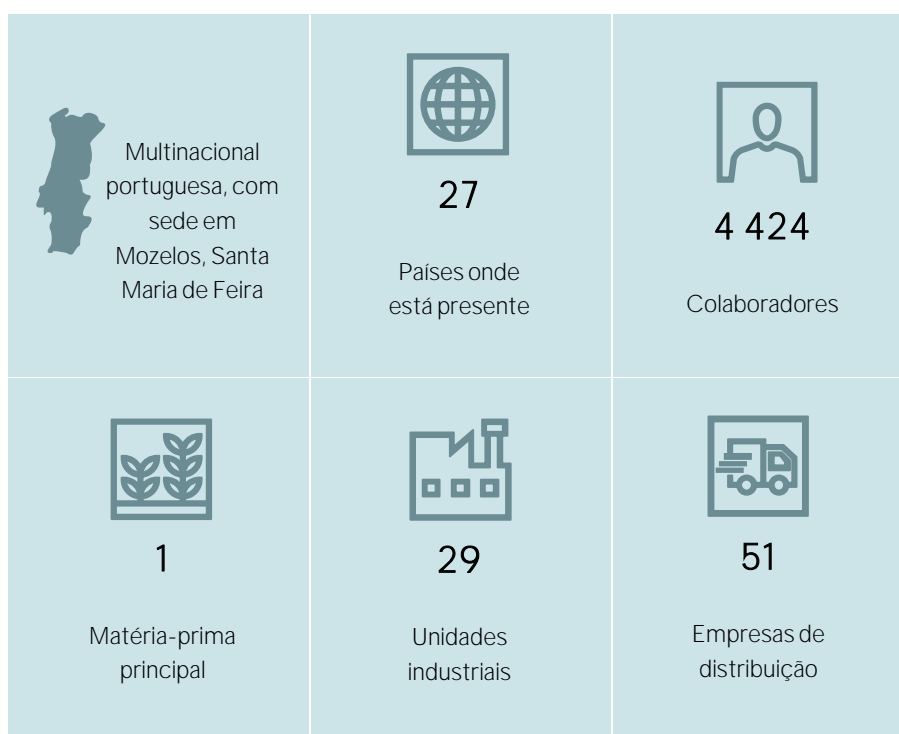 Multinacional
portuguesa, com
sede em
Mozelos, Santa
Maria de Feira
27
Países onde
está presente
4 424
Colaboradores
1
Matéria-prima
principal
29
Unidades
industriais
51
Empresas de
distribuição